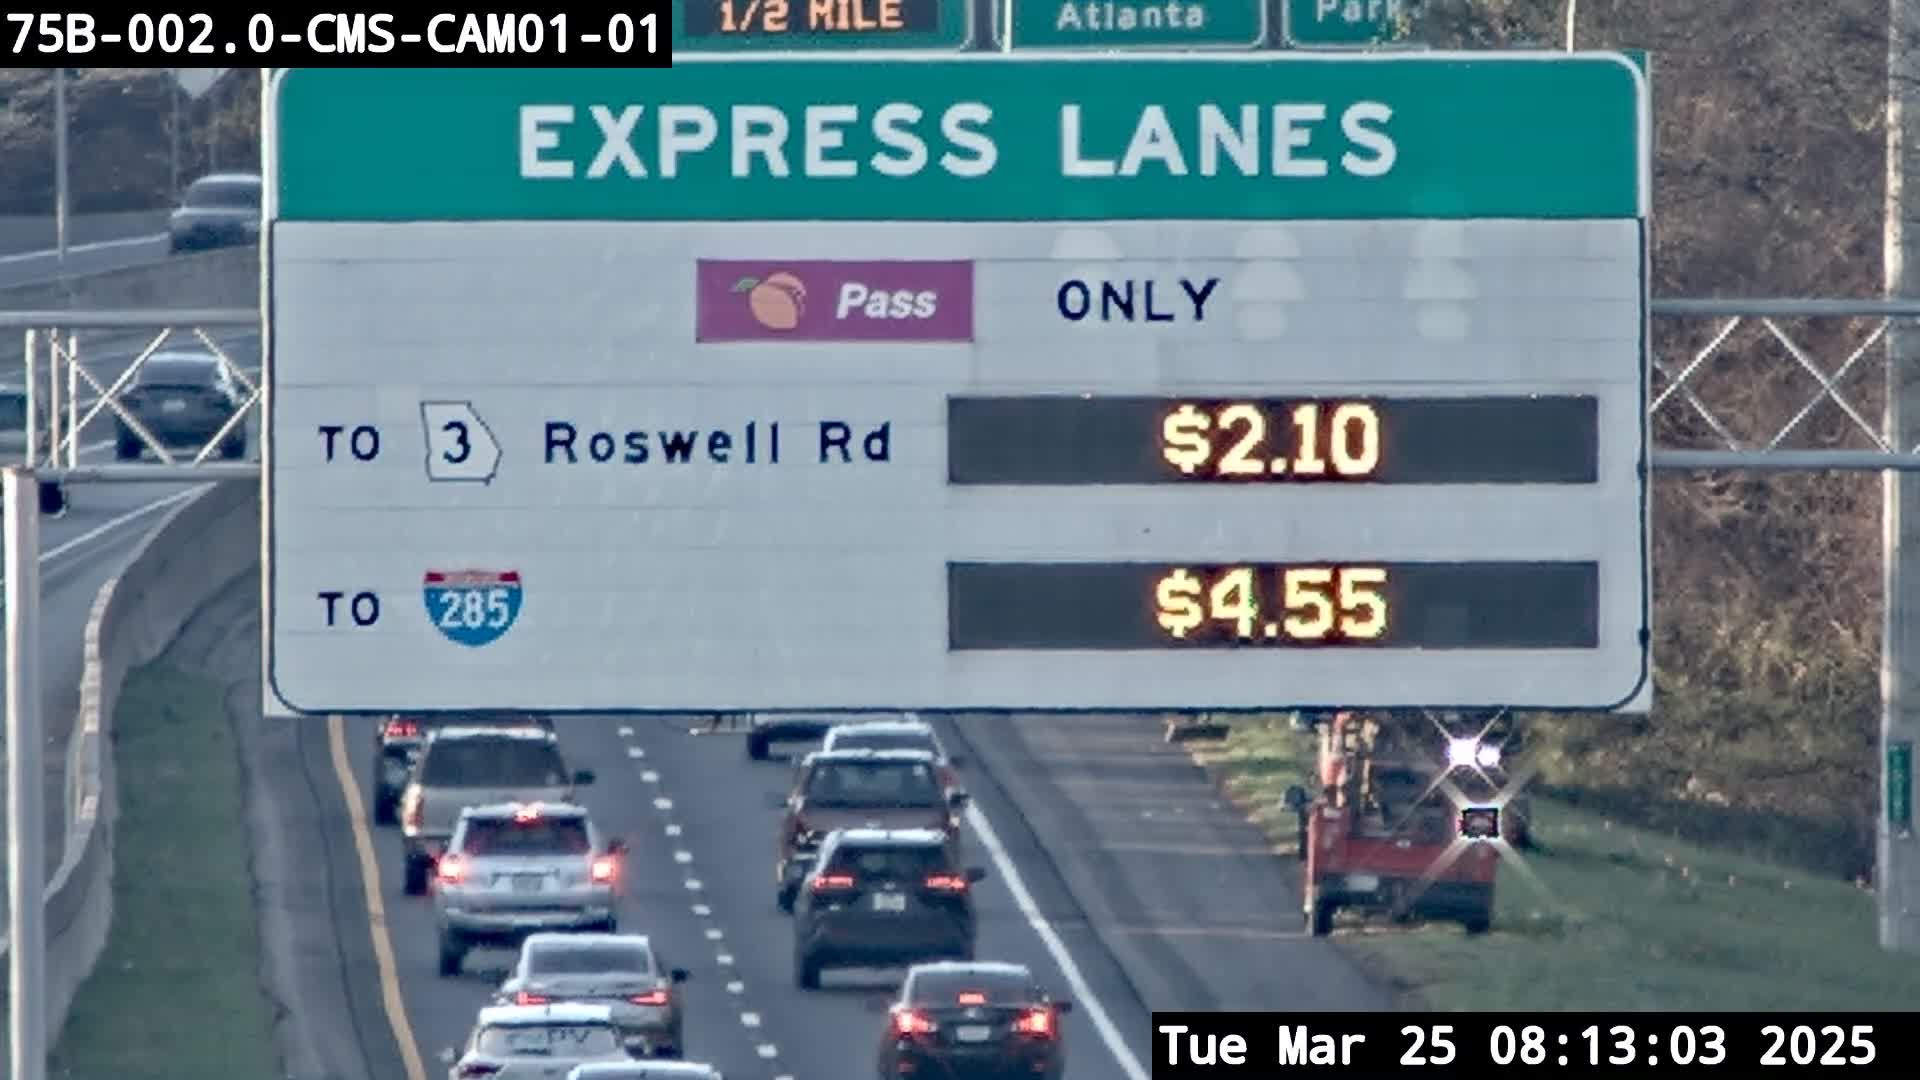 75B-002.0-CMS-CAM01-01
1/2 MILE
Atlanta
Park
EXPRESS LANES
Pass ONLY
TO 3 Roswell Rd $2.10
TO 285 $4.55
Tue Mar 25 08:13:03 2025